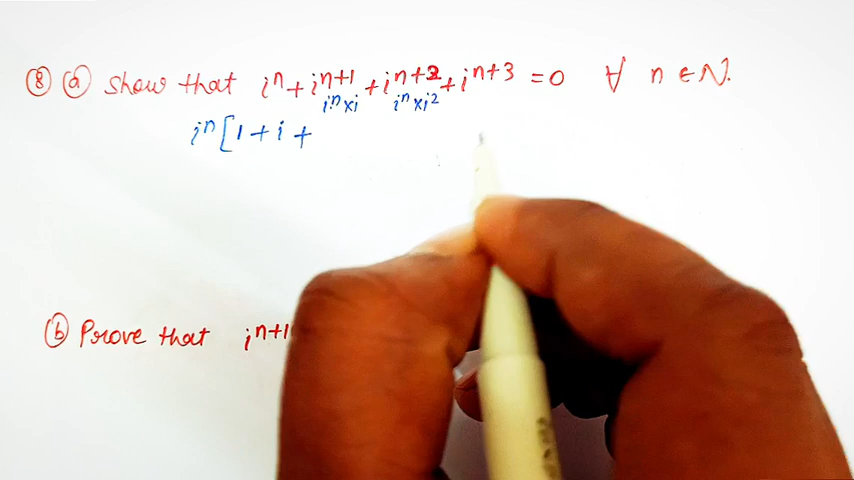 ⑧ ⓐ Show that iⁿ + iⁿ⁺¹ + iⁿ⁺² + iⁿ⁺³ = 0 ∀ n ∈ N.
iⁿ×i iⁿ×i²
iⁿ[1 + i +
ⓑ Prove that iⁿ⁺¹